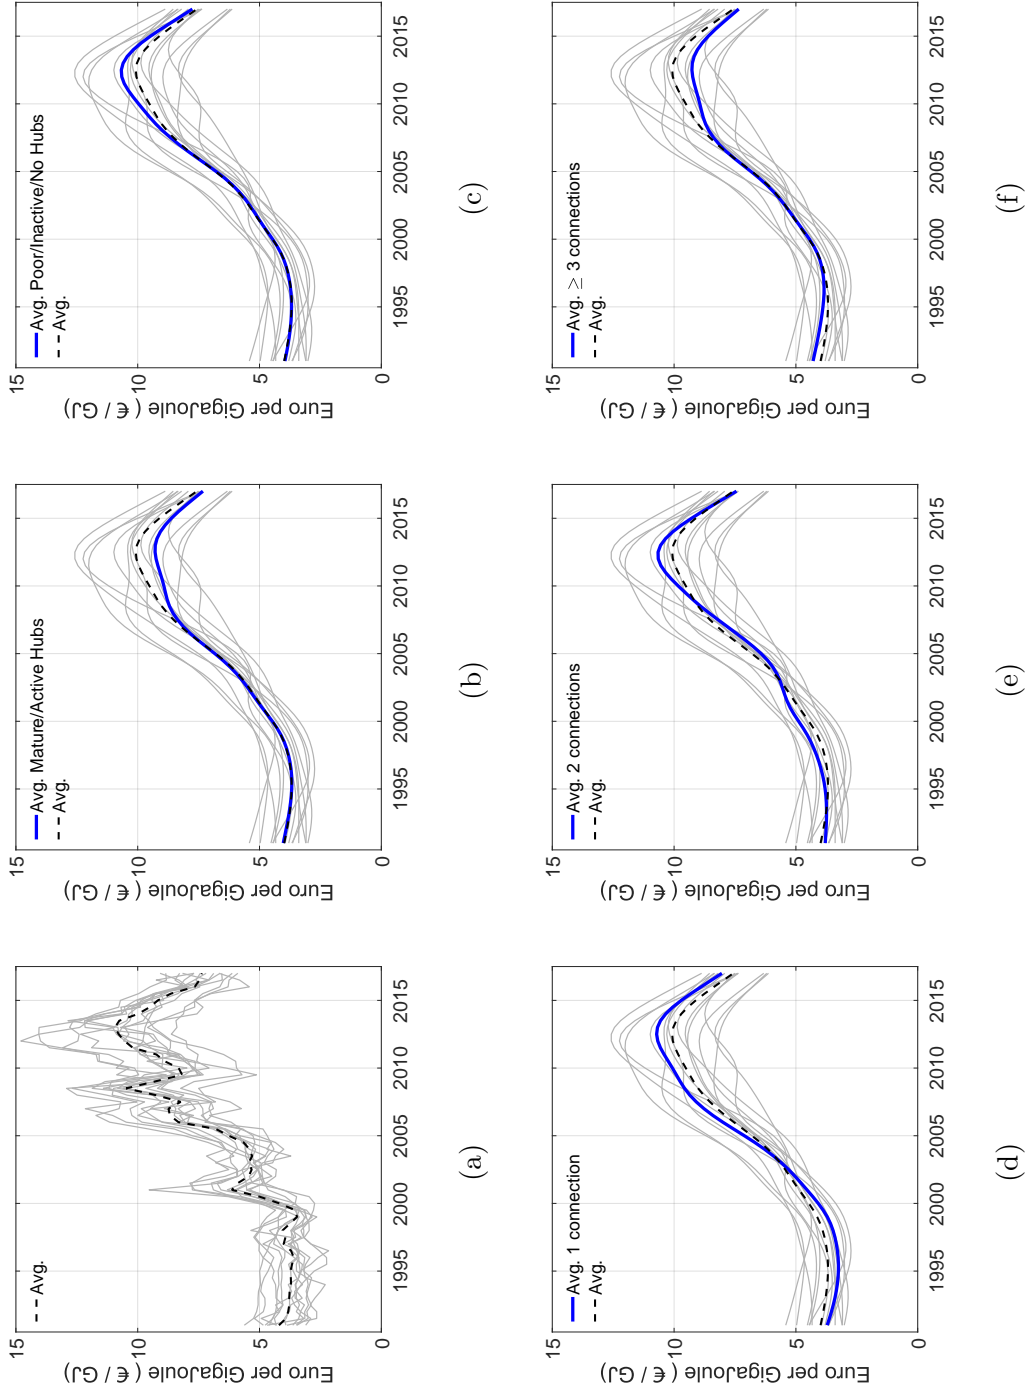 Avg.
15
10
5
0
Euro per GigaJoule ( € / GJ)
1995 2000 2005 2010 2015
(a)
Avg. Mature/Active Hubs
Avg.
15
10
5
0
Euro per GigaJoule ( € / GJ)
1995 2000 2005 2010 2015
(b)
Avg. Poor/Inactive/No Hubs
Avg.
15
10
5
0
Euro per GigaJoule ( € / GJ)
1995 2000 2005 2010 2015
(c)
Avg. 1 connection
Avg.
15
10
5
0
Euro per GigaJoule ( € / GJ)
1995 2000 2005 2010 2015
(d)
Avg. 2 connections
Avg.
15
10
5
0
Euro per GigaJoule ( € / GJ)
1995 2000 2005 2010 2015
(e)
Avg. ≥ 3 connections
Avg.
15
10
5
0
Euro per GigaJoule ( € / GJ)
1995 2000 2005 2010 2015
(f)